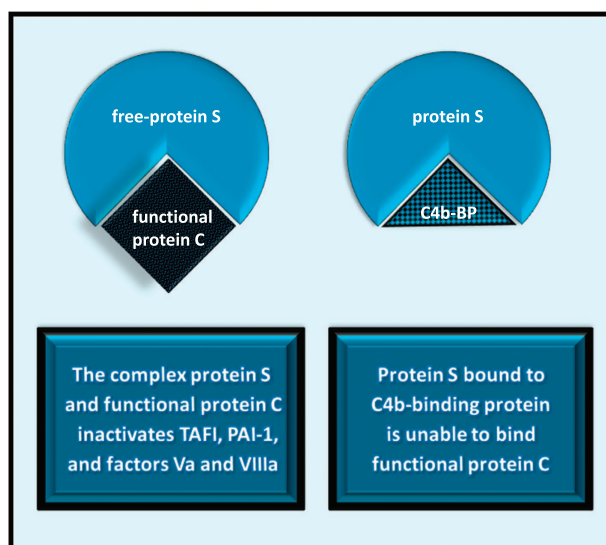 free-protein S
functional
protein C
protein S
C4b-BP
The complex protein S
and functional protein C
inactivates TAFI, PAI-1,
and factors Va and VIIIa
Protein S bound to
C4b-binding protein
is unable to bind
functional protein C